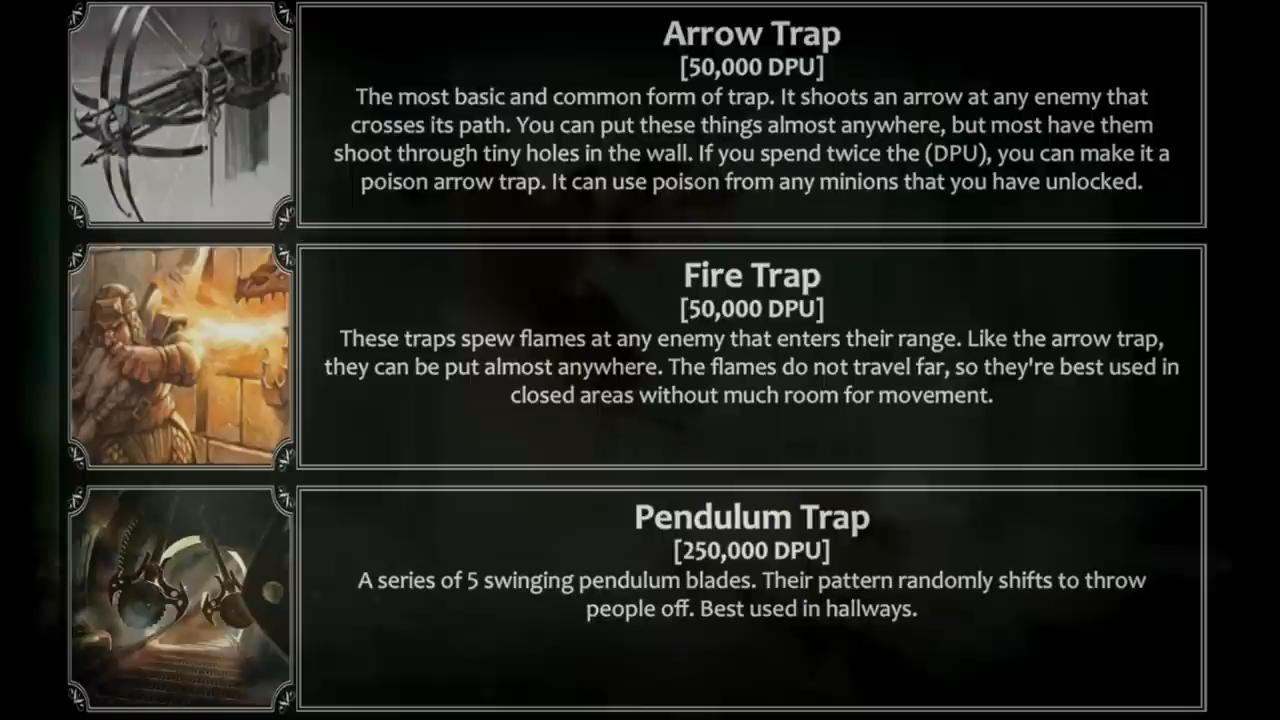 Arrow Trap
[50,000 DPU]
The most basic and common form of trap. It shoots an arrow at any enemy that
crosses its path. You can put these things almost anywhere, but most have them
shoot through tiny holes in the wall. If you spend twice the (DPU), you can make it a
poison arrow trap. It can use poison from any minions that you have unlocked.
Fire Trap
[50,000 DPU]
These traps spew flames at any enemy that enters their range. Like the arrow trap,
they can be put almost anywhere. The flames do not travel far, so they're best used in
closed areas without much room for movement.
Pendulum Trap
[250,000 DPU]
A series of 5 swinging pendulum blades. Their pattern randomly shifts to throw
people off. Best used in hallways.